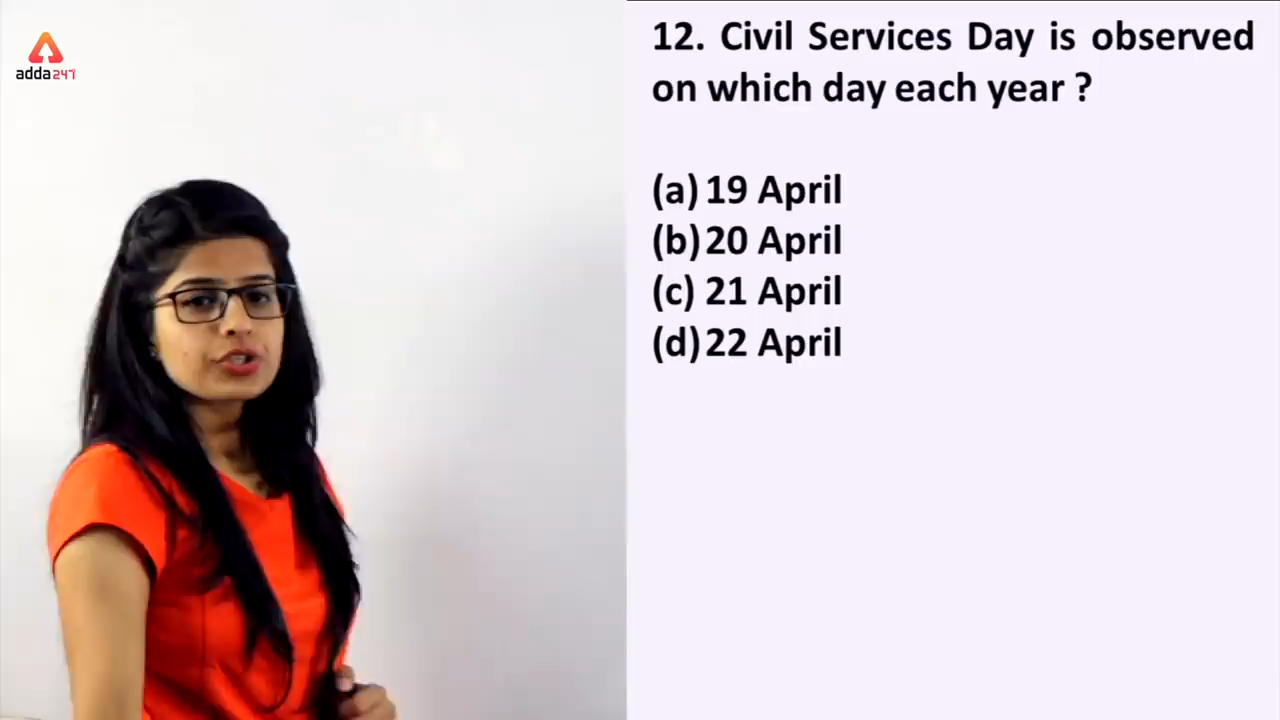 adda247
12. Civil Services Day is observed
on which day each year ?
(a) 19 April
(b) 20 April
(c) 21 April
(d) 22 April